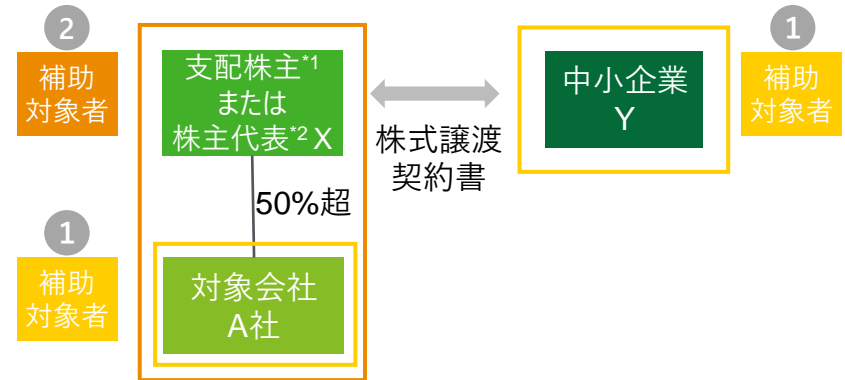 2
補助
対象者
支配株主*1
または
株主代表*2 X
株式譲渡
契約書
中小企業
Y
1
補助
対象者
50%超
1
補助
対象者
対象会社
A社